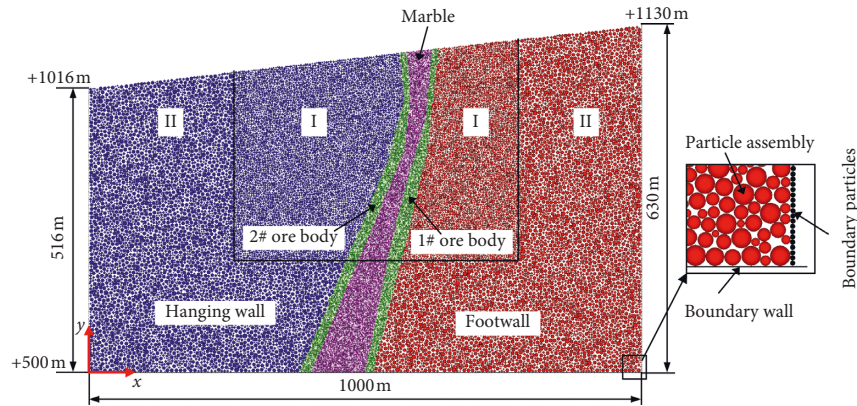 Marble
+1130 m
+1016 m
II
I
I
II
Particle assembly
516 m
630 m
2# ore body
1# ore body
Boundary particles
Boundary wall
Hanging wall
Footwall
y
+500 m
x
1000 m